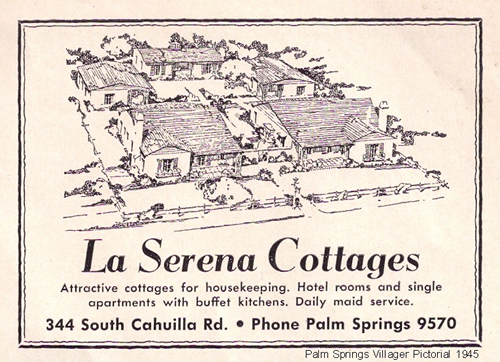 La Serena Cottages
Attractive cottages for housekeeping. Hotel rooms and single
apartments with buffet kitchens. Daily maid service.
344 South Cahuilla Rd. • Phone Palm Springs 9570
Palm Springs Villager Pictorial 1945